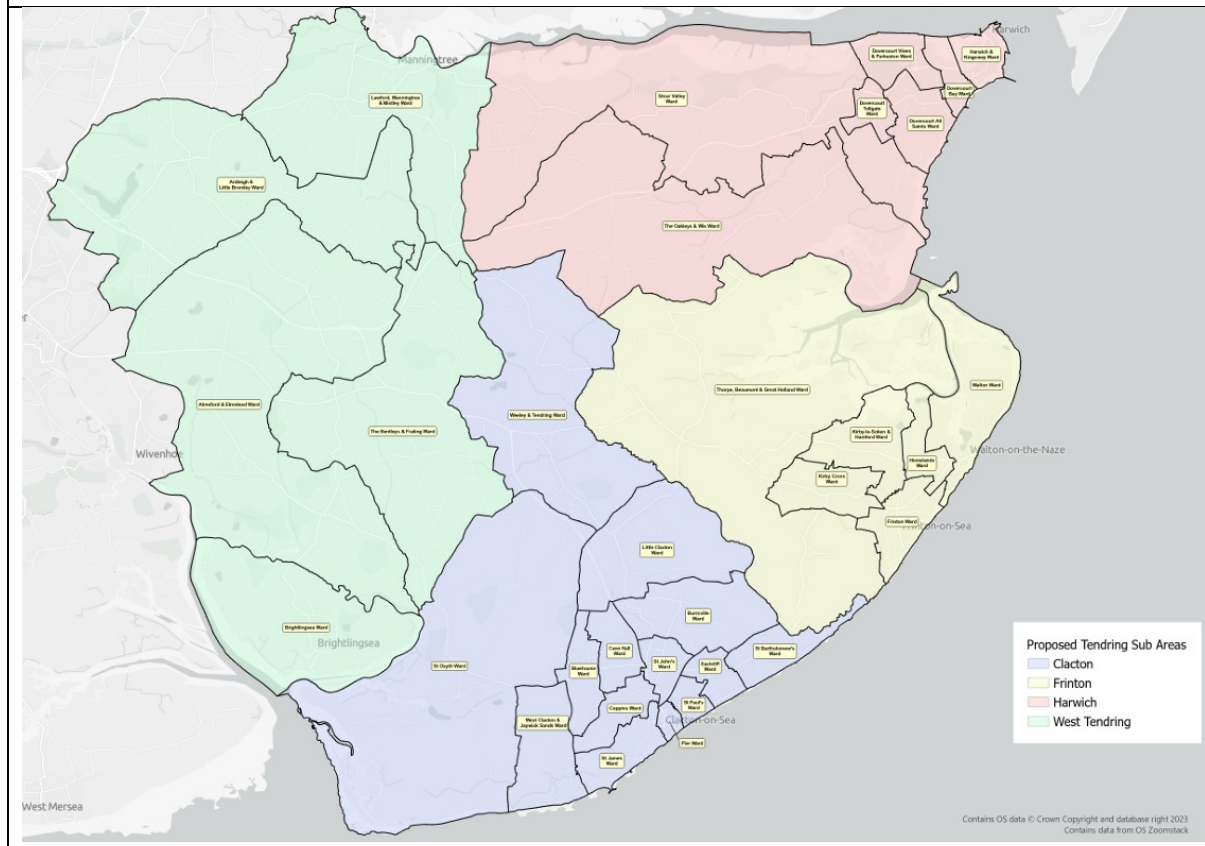 Harwich
Manningtree
Dovercourt Vines
& Parkeston Ward
Harwich &
Kingsway Ward
Lawford, Manningtree
& Mistley Ward
Stour Valley
Ward
Dovercourt
Bay Ward
Dovercourt
Tollgate
Ward
Dovercourt All
Saints Ward
Ardleigh &
Little Bromley Ward
The Oakleys & Wix Ward
Thorpe, Beaumont & Great Holland Ward
Walton Ward
Alresford & Elmstead Ward
Weeley & Tendring Ward
The Bentleys & Frating Ward
Kirby-le-Soken &
Hamford Ward
Wivenhoe
Walton-on-the-Naze
Homelands
Ward
Kirby Cross
Ward
Frinton Ward
-on-Sea
Little Clacton
Ward
Burrsville
Ward
Brightlingsea Ward
Brightlingsea
St Osyth Ward
Cann Hall
Ward
St John's
Ward
Eastcliff
Ward
St Bartholomew's
Ward
Bluehouse
Ward
St Paul's
Ward
Coppins Ward
West Clacton &
Jaywick Sands Ward
Clacton-on-Sea
Pier Ward
St James
Ward
West Mersea
Proposed Tendring Sub Areas
Clacton
Frinton
Harwich
West Tendring
Contains OS data © Crown Copyright and database right 2023
Contains data from OS Zoomstack